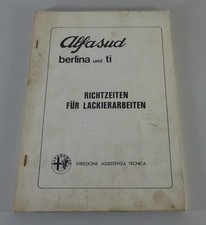 alfasud
berlina und ti
RICHTZEITEN
FÜR LACKIERARBEITEN
DIREZIONE ASSISTENZA TECNICA